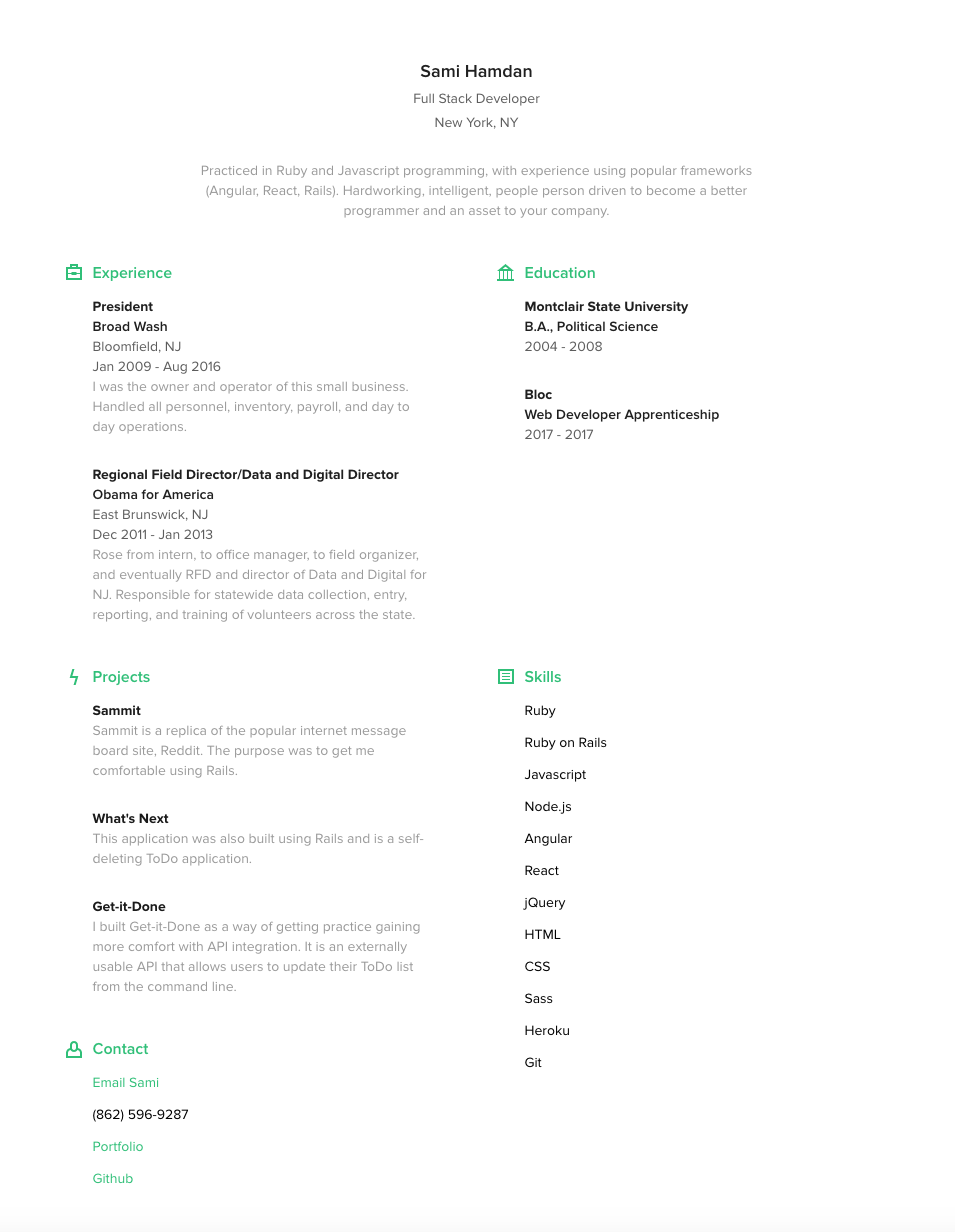 Sami Hamdan
Full Stack Developer
New York, NY
Practiced in Ruby and Javascript programming, with experience using popular frameworks
(Angular, React, Rails). Hardworking, intelligent, people person driven to become a better
programmer and an asset to your company.
Experience
President
Broad Wash
Bloomfield, NJ
Jan 2009 - Aug 2016
I was the owner and operator of this small business.
Handled all personnel, inventory, payroll, and day to
day operations.
Regional Field Director/Data and Digital Director
Obama for America
East Brunswick, NJ
Dec 2011 - Jan 2013
Rose from intern, to office manager, to field organizer,
and eventually RFD and director of Data and Digital for
NJ. Responsible for statewide data collection, entry,
reporting, and training of volunteers across the state.
Education
Montclair State University
B.A., Political Science
2004 - 2008
Bloc
Web Developer Apprenticeship
2017 - 2017
Projects
Sammit
Sammit is a replica of the popular internet message
board site, Reddit. The purpose was to get me
comfortable using Rails.
What's Next
This application was also built using Rails and is a self-
deleting ToDo application.
Get-it-Done
I built Get-it-Done as a way of getting practice gaining
more comfort with API integration. It is an externally
usable API that allows users to update their ToDo list
from the command line.
Skills
Ruby
Ruby on Rails
Javascript
Node.js
Angular
React
jQuery
HTML
CSS
Sass
Heroku
Git
Contact
Email Sami
(862) 596-9287
Portfolio
Github